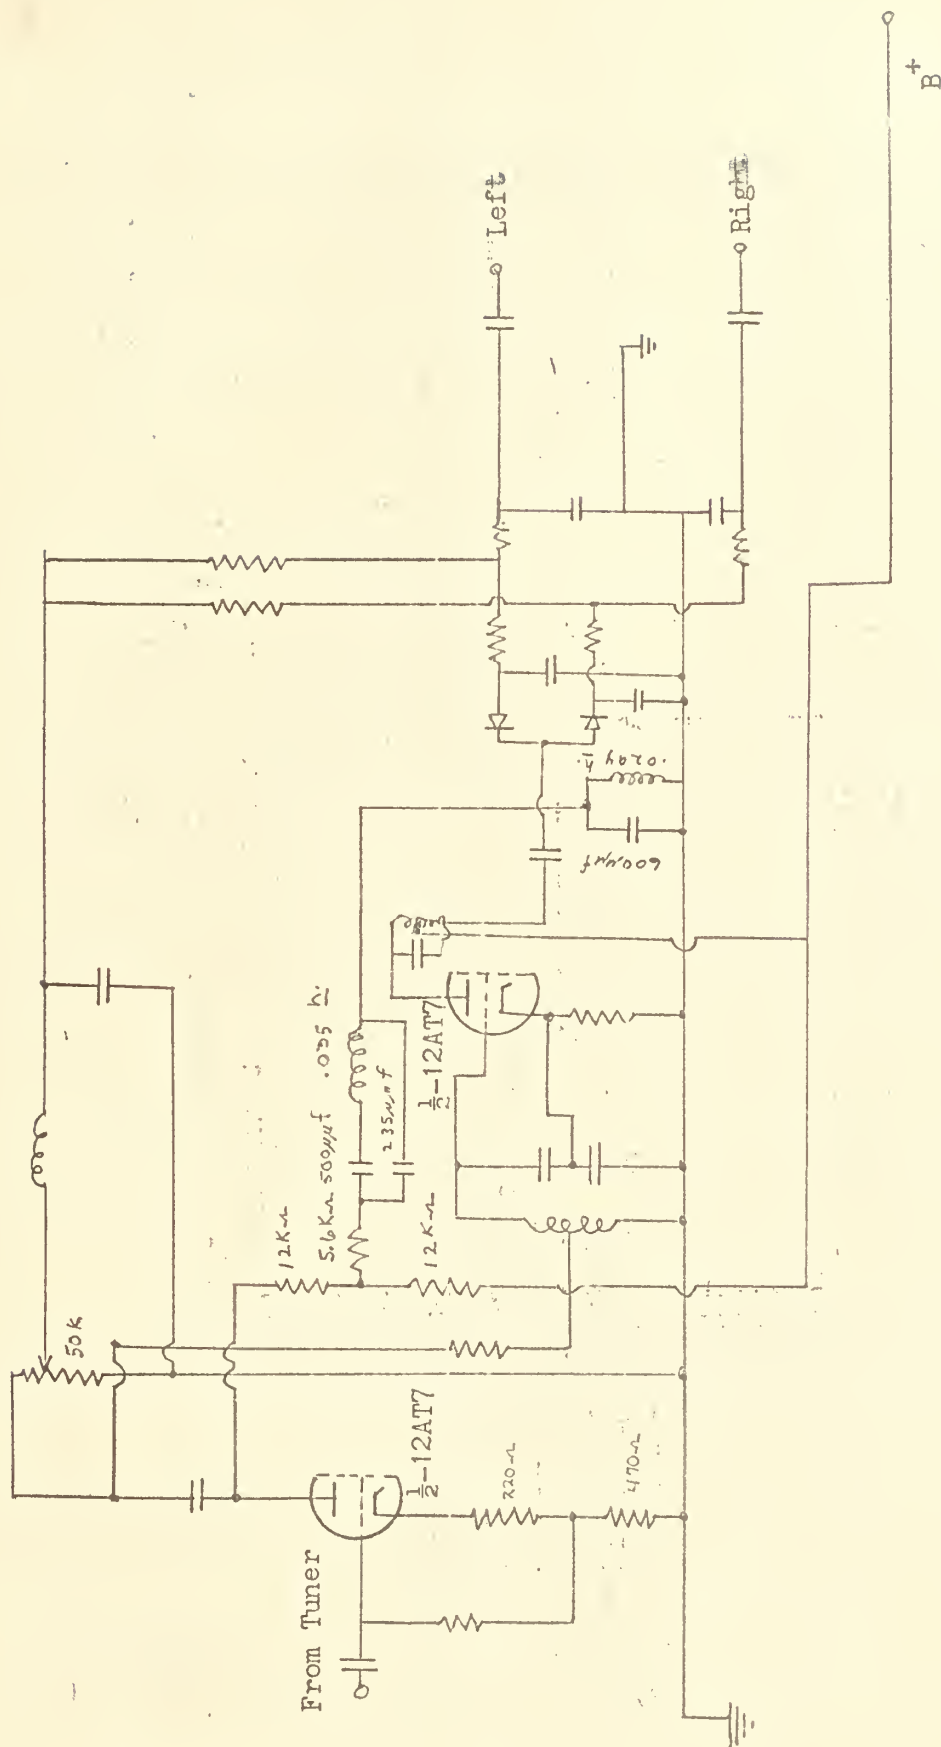 From Tuner
½-12AT7
220Ω
470Ω
50K
12KΩ
5.6KΩ
500μμf
.035 h.
235μμf
12KΩ
½-12AT7
600μμf
.0204 h.
Left
Right
B+